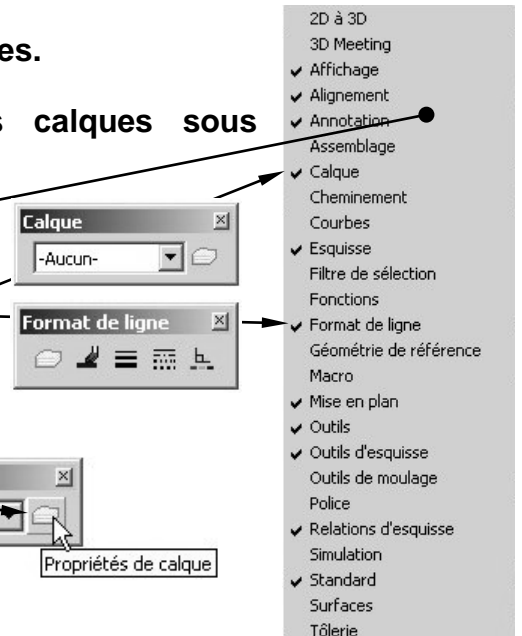 es.
s calques sous
Calque
-Aucun-
Format de ligne
Propriétés de calque
2D à 3D
3D Meeting
Affichage
Alignement
Annotation
Assemblage
Calque
Cheminement
Courbes
Esquisse
Filtre de sélection
Fonctions
Format de ligne
Géométrie de référence
Macro
Mise en plan
Outils
Outils d'esquisse
Outils de moulage
Police
Relations d'esquisse
Simulation
Standard
Surfaces
Tôlerie